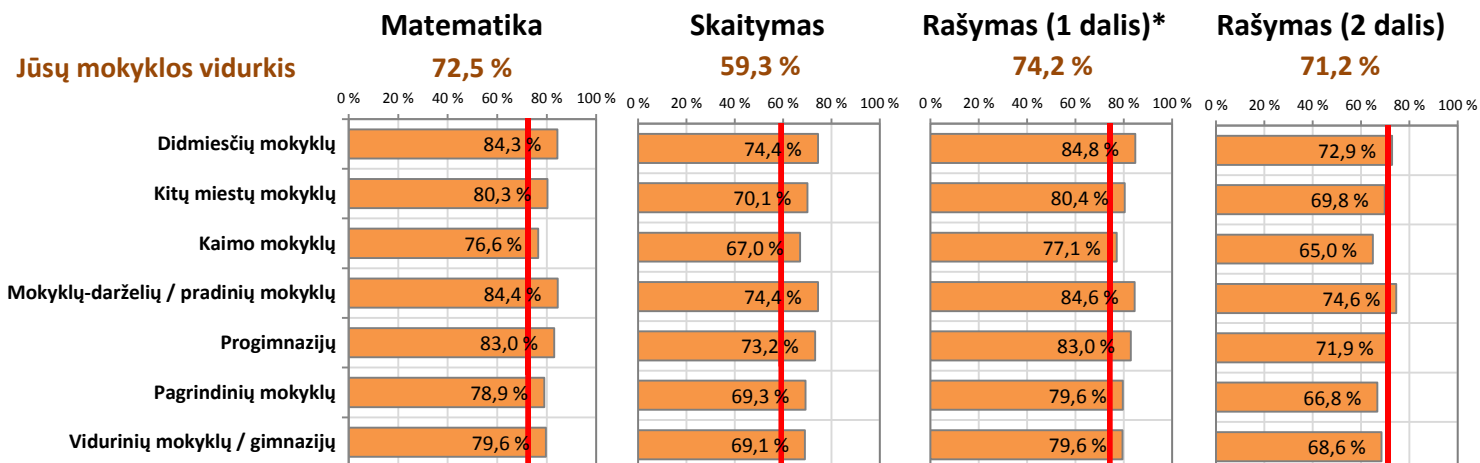 Matematika Skaitymas Rašymas (1 dalis)* Rašymas (2 dalis)
Jūsų mokyklos vidurkis 72,5 % 59,3 % 74,2 % 71,2 %
0 % 20 % 40 % 60 % 80 % 100 % 0 % 20 % 40 % 60 % 80 % 100 % 0 % 20 % 40 % 60 % 80 % 100 % 0 % 20 % 40 % 60 % 80 % 100 %
Didmiesčių mokyklų 84,3 % 74,4 % 84,8 % 72,9 %
Kitų miestų mokyklų 80,3 % 70,1 % 80,4 % 69,8 %
Kaimo mokyklų 76,6 % 67,0 % 77,1 % 65,0 %
Mokyklų-darželių / pradinių mokyklų 84,4 % 74,4 % 84,6 % 74,6 %
Progimnazijų 83,0 % 73,2 % 83,0 % 71,9 %
Pagrindinių mokyklų 78,9 % 69,3 % 79,6 % 66,8 %
Vidurinių mokyklų / gimnazijų 79,6 % 69,1 % 79,6 % 68,6 %